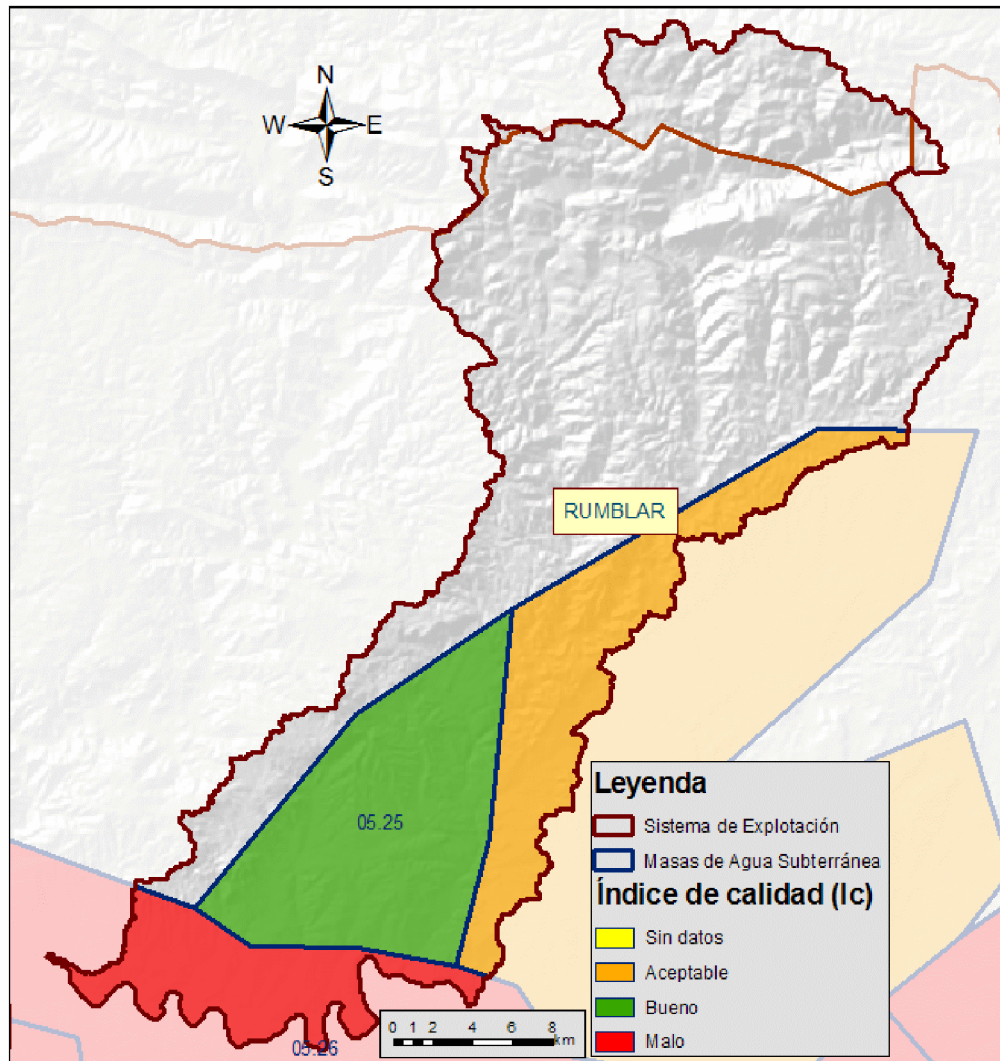 N
W E
S
RUMBLAR
05.25
Leyenda
Sistema de Explotación
Masas de Agua Subterránea
Índice de calidad (Ic)
Sin datos
Aceptable
Bueno
Malo
0 1 2 4 6 8
km
05.26